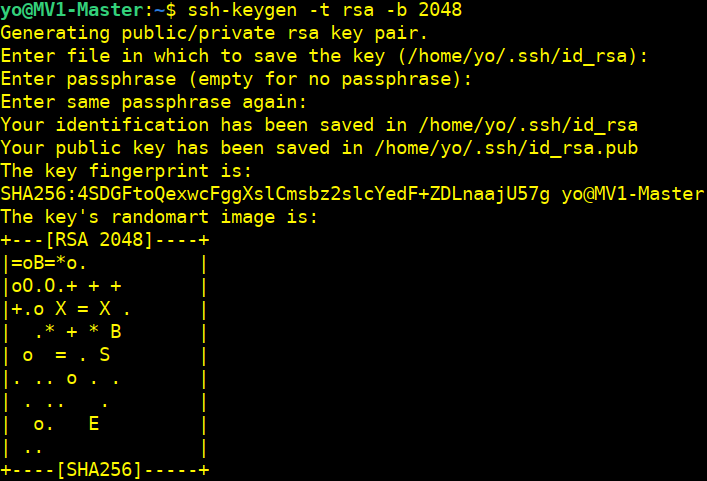 yo@MV1-Master:~$ ssh-keygen -t rsa -b 2048
Generating public/private rsa key pair.
Enter file in which to save the key (/home/yo/.ssh/id_rsa):
Enter passphrase (empty for no passphrase):
Enter same passphrase again:
Your identification has been saved in /home/yo/.ssh/id_rsa
Your public key has been saved in /home/yo/.ssh/id_rsa.pub
The key fingerprint is:
SHA256:4SDGFtoQexwcFggXslCmsbz2slcYedF+ZDLnaajU57g yo@MV1-Master
The key's randomart image is:
+---[RSA 2048]----+
|=oB=*o.          |
|oO.O.+ + +       |
|+.o X = X .      |
|  .* + * B       |
| o  = . S        |
|. .. o . .       |
| . ..   .        |
|  o.   E         |
| ..              |
+----[SHA256]-----+